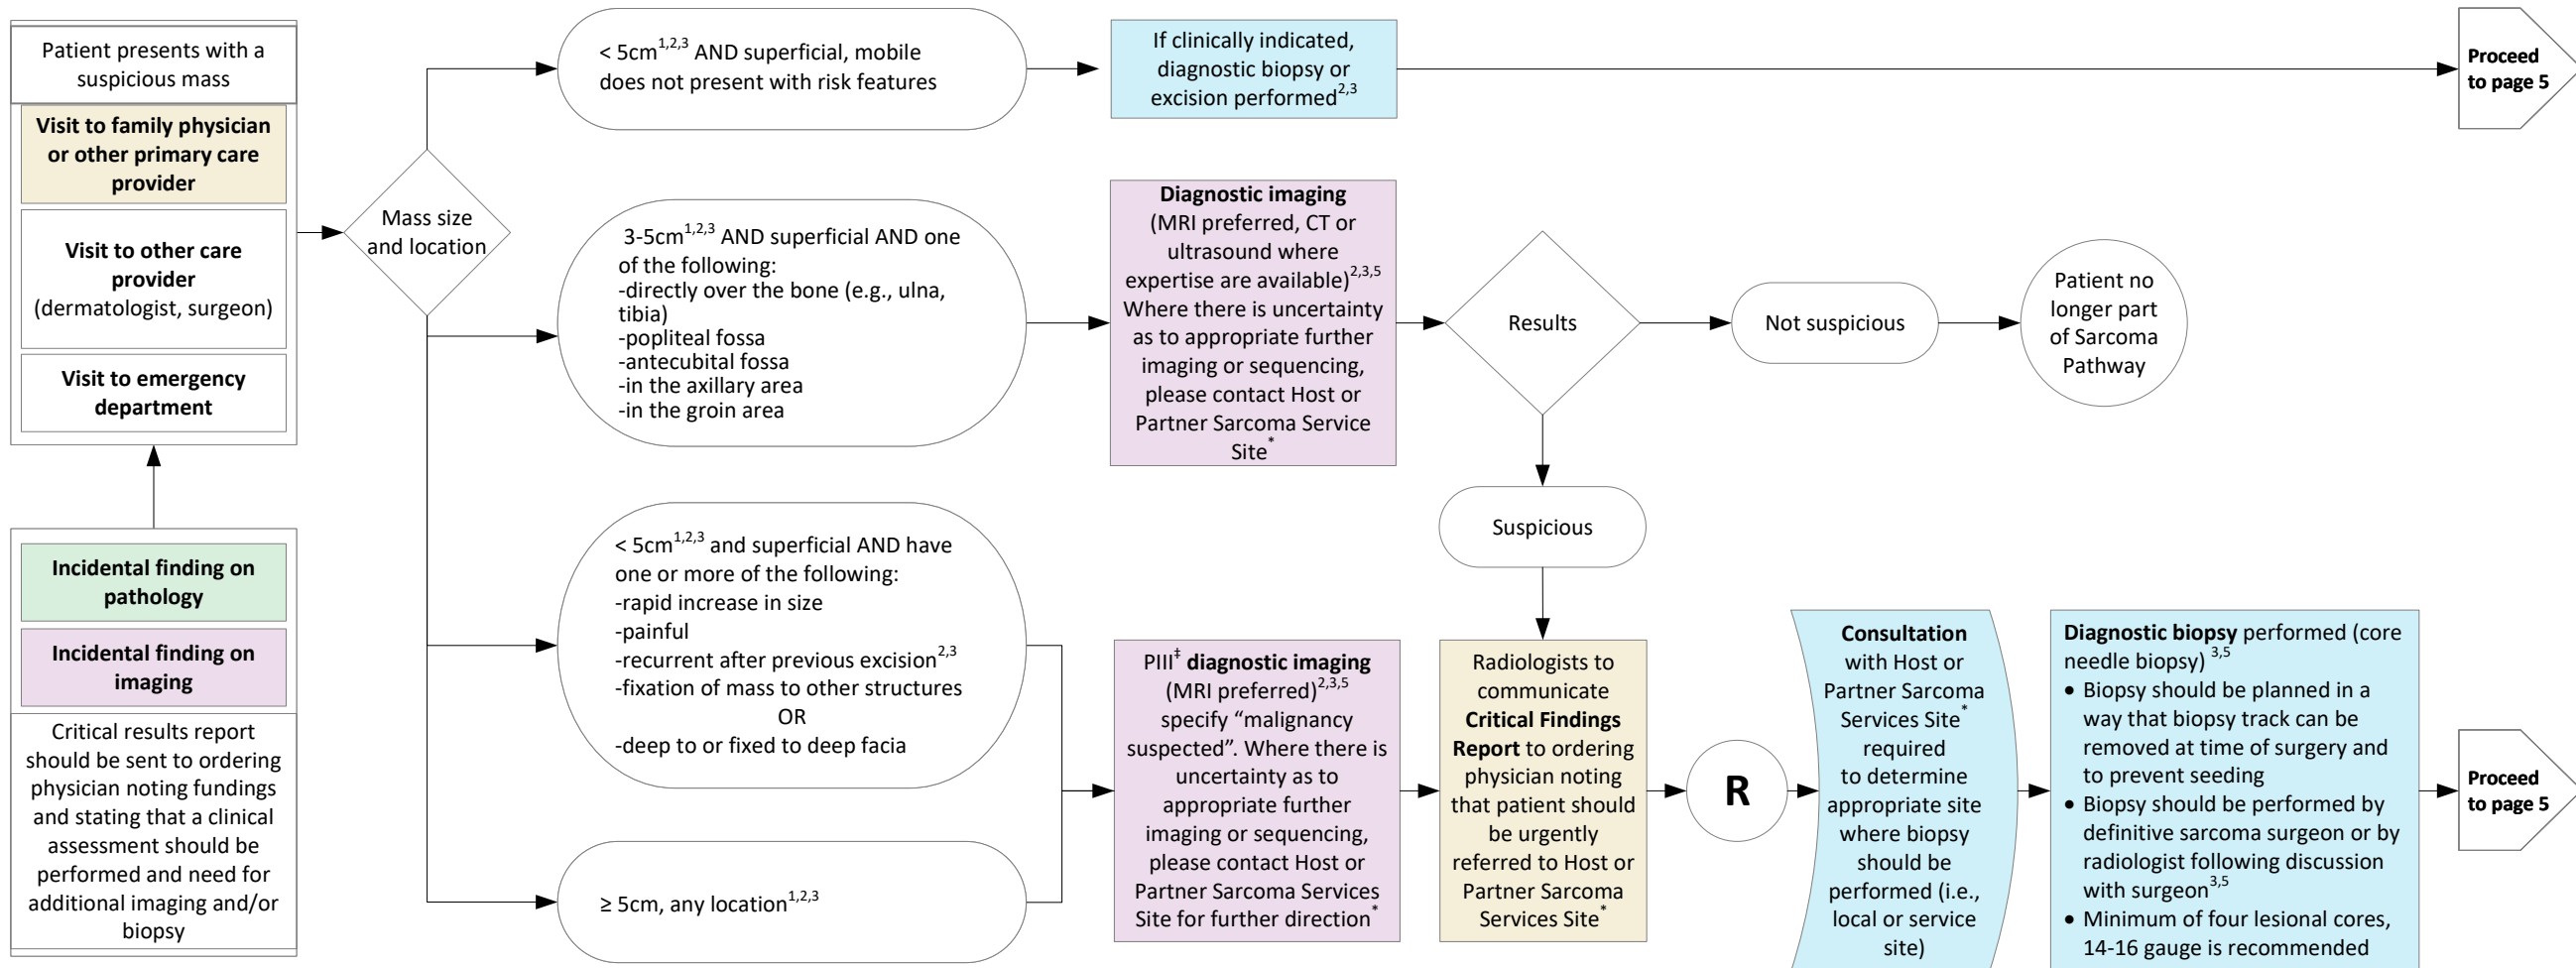 Patient presents with a
suspicious mass
Visit to family physician
or other primary care
provider
Visit to other care
provider
(dermatologist, surgeon)
Visit to emergency
department
Incidental finding on
pathology
Incidental finding on
imaging
Critical results report
should be sent to ordering
physician noting fundings
and stating that a clinical
assessment should be
performed and need for
additional imaging and/or
biopsy
Mass size
and location
< 5cm1,2,3 AND superficial, mobile
does not present with risk features
If clinically indicated,
diagnostic biopsy or
excision performed2,3
Proceed
to page 5
3-5cm1,2,3 AND superficial AND one
of the following:
-directly over the bone (e.g., ulna,
tibia)
-popliteal fossa
-antecubital fossa
-in the axillary area
-in the groin area
Diagnostic imaging
(MRI preferred, CT or
ultrasound where
expertise are available)2,3,5
Where there is uncertainty
as to appropriate further
imaging or sequencing,
please contact Host or
Partner Sarcoma Service
Site*
Results
Not suspicious
Patient no
longer part
of Sarcoma
Pathway
Suspicious
< 5cm1,2,3 and superficial AND have
one or more of the following:
-rapid increase in size
-painful
-recurrent after previous excision2,3
-fixation of mass to other structures
OR
-deep to or fixed to deep facia
≥ 5cm, any location1,2,3
PIII‡ diagnostic imaging
(MRI preferred)2,3,5
specify “malignancy
suspected”. Where there is
uncertainty as to
appropriate further
imaging or sequencing,
please contact Host or
Partner Sarcoma Services
Site for further direction*
Radiologists to
communicate
Critical Findings
Report to ordering
physician noting
that patient should
be urgently
referred to Host or
Partner Sarcoma
Services Site*
R
Consultation
with Host or
Partner Sarcoma
Services Site*
required
to determine
appropriate site
where biopsy
should be
performed (i.e.,
local or service
site)
Diagnostic biopsy performed (core
needle biopsy) 3,5
• Biopsy should be planned in a
way that biopsy track can be
removed at time of surgery and
to prevent seeding
• Biopsy should be performed by
definitive sarcoma surgeon or by
radiologist following discussion
with surgeon3,5
• Minimum of four lesional cores,
14-16 gauge is recommended
Proceed
to page 5